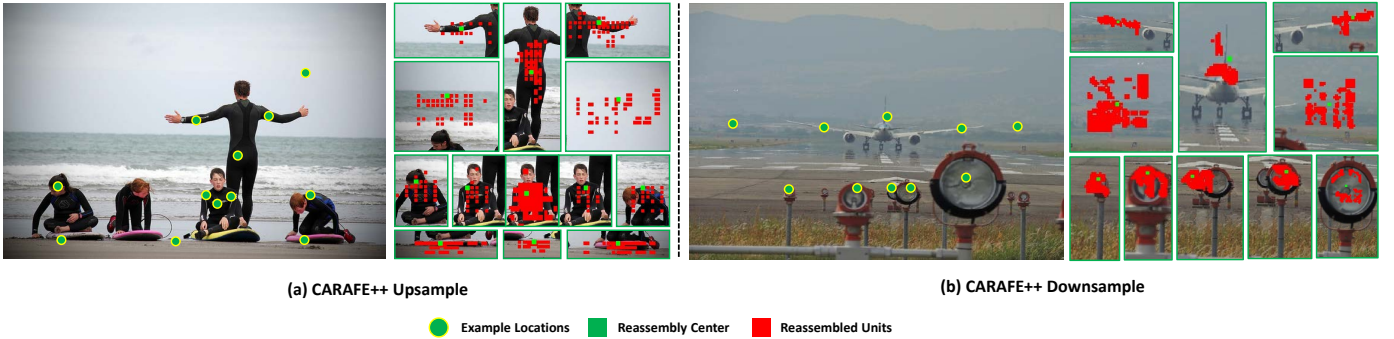 (a) CARAFE++ Upsample
(b) CARAFE++ Downsample
Example Locations
Reassembly Center
Reassembled Units